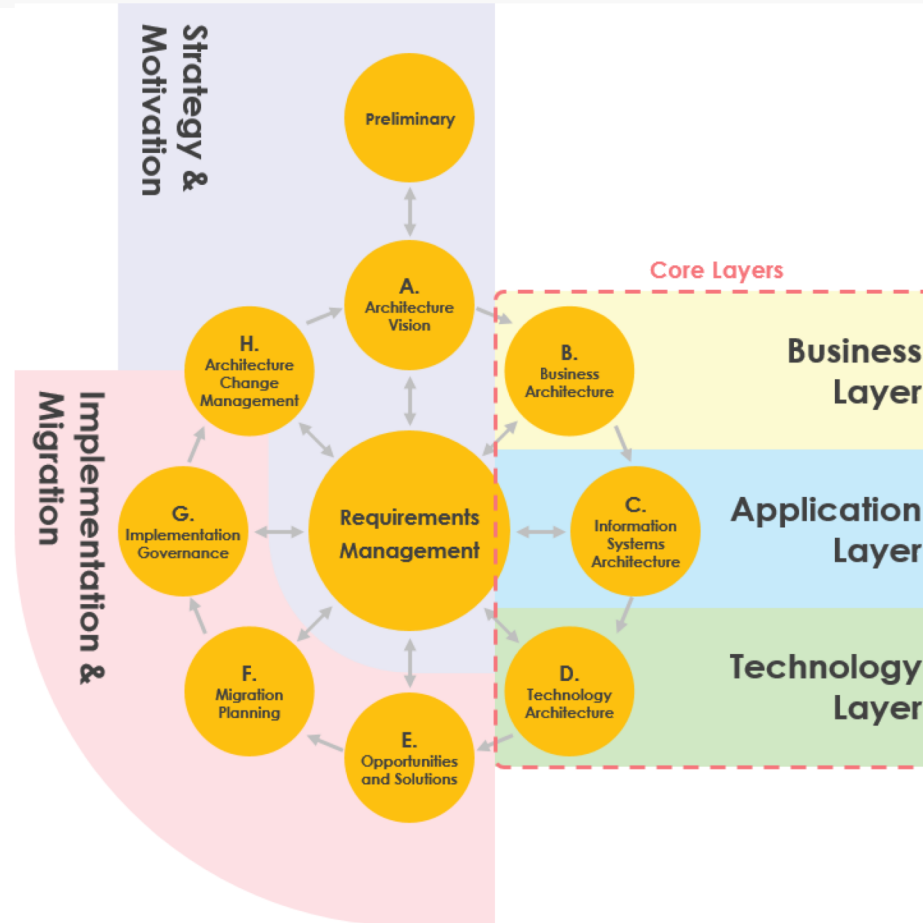 Strategy &
Motivation
Preliminary
Core Layers
A.
Architecture
Vision
H.
Architecture
Change
Management
B.
Business
Architecture
Business
Layer
Implementation &
Migration
G.
Implementation
Governance
Requirements
Management
C.
Information
Systems
Architecture
Application
Layer
F.
Migration
Planning
D.
Technology
Architecture
Technology
Layer
E.
Opportunities
and Solutions